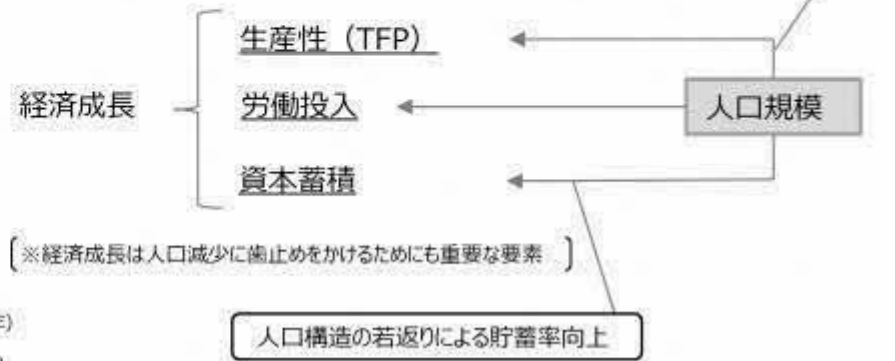 生産性（TFP）
経済成長
労働投入
人口規模
資本蓄積
※経済成長は人口減少に歯止めをかけるためにも重要な要素
人口構造の若返りによる貯蓄率向上